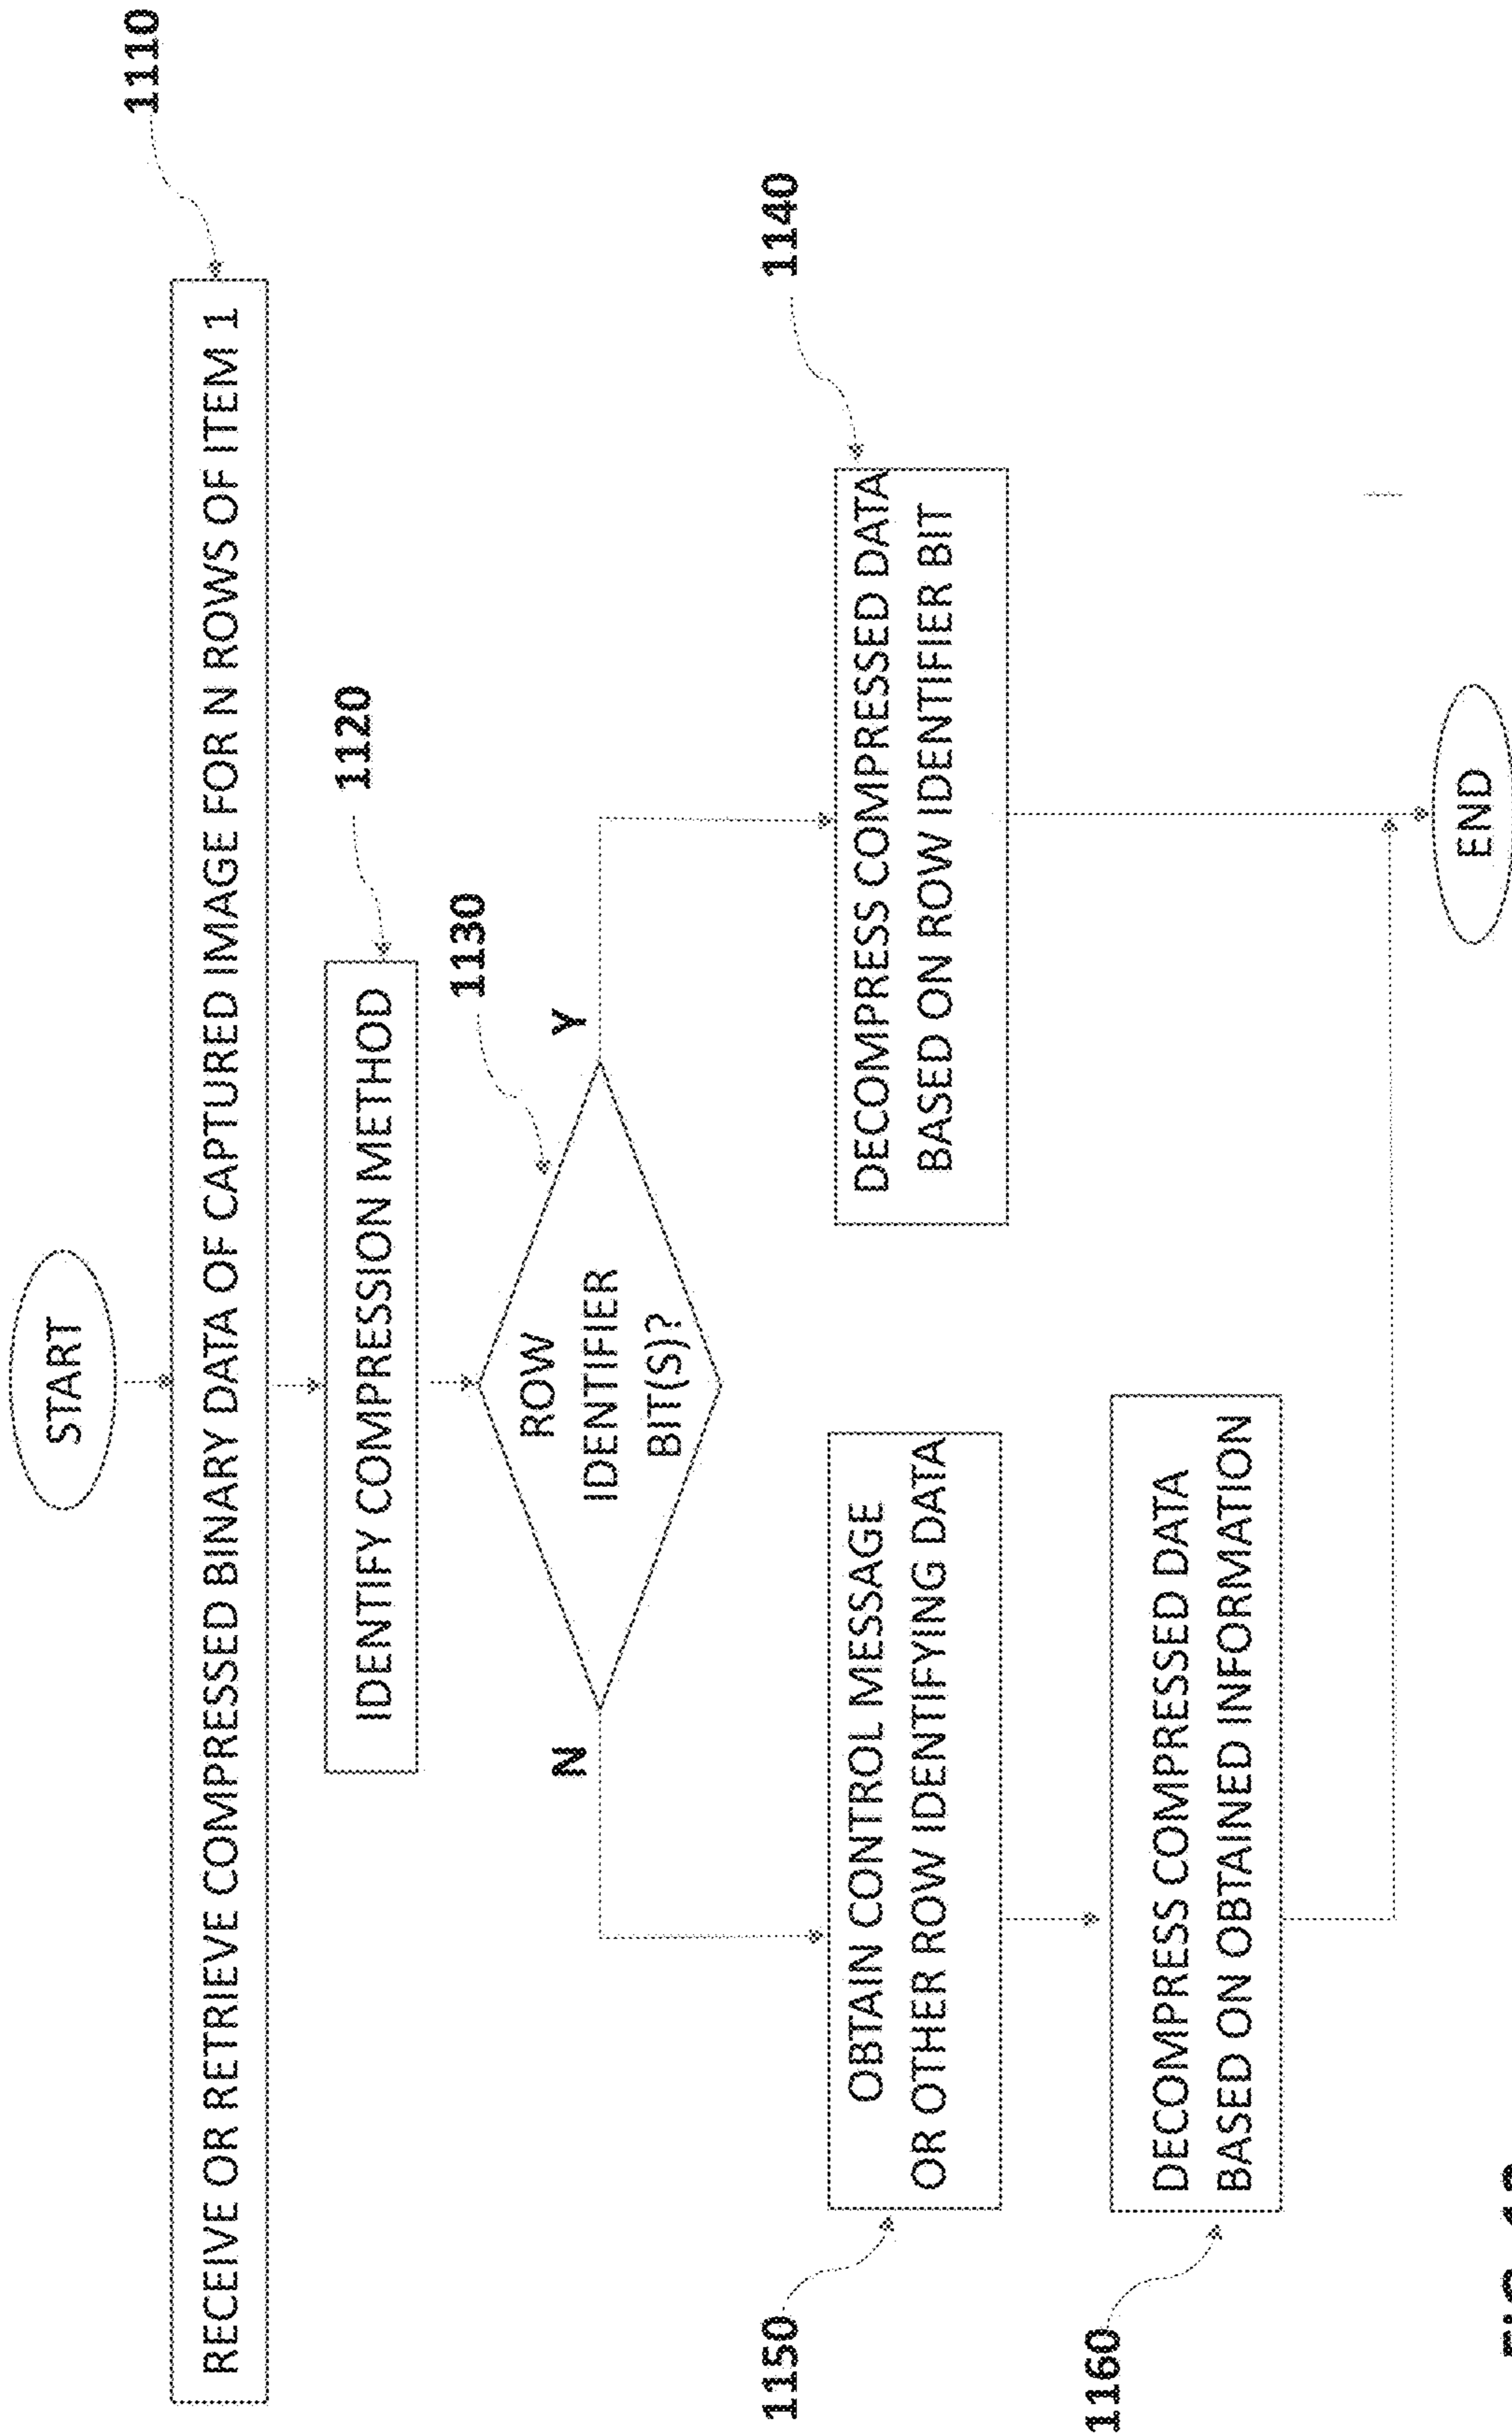 START
1110
RECEIVE OR RETRIEVE COMPRESSED BINARY DATA OF CAPTURED IMAGE FOR N ROWS OF ITEM 1
1120
IDENTIFY COMPRESSION METHOD
1130
ROW
IDENTIFIER
BIT(S)?
N
Y
1150
OBTAIN CONTROL MESSAGE
OR OTHER ROW IDENTIFYING DATA
1140
DECOMPRESS COMPRESSED DATA
BASED ON ROW IDENTIFIER BIT
1160
DECOMPRESS COMPRESSED DATA
BASED ON OBTAINED INFORMATION
END